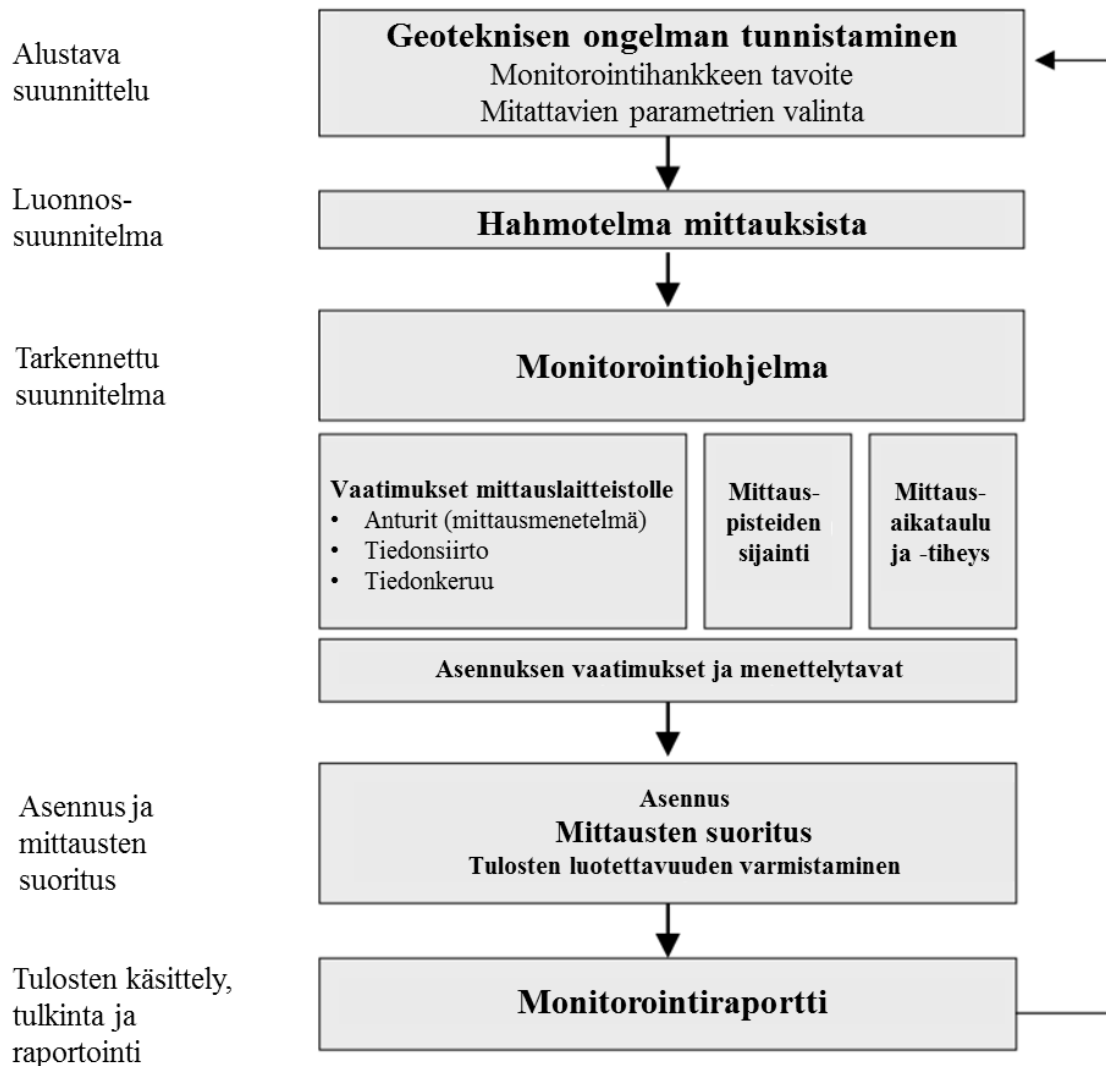 Alustava
suunnittelu
Geoteknisen ongelman tunnistaminen
Monitorointihankkeen tavoite
Mitattavien parametrien valinta
Luonnos-
suunnitelma
Hahmotelma mittauksista
Tarkennettu
suunnitelma
Monitorointiohjelma
Vaatimukset mittauslaitteistolle
• Anturit (mittausmenetelmä)
• Tiedonsiirto
• Tiedonkeruu
Mittaus-
pisteiden
sijainti
Mittaus-
aikataulu
ja -tiheys
Asennuksen vaatimukset ja menettelytavat
Asennus ja
mittausten
suoritus
Asennus
Mittausten suoritus
Tulosten luotettavuuden varmistaminen
Tulosten käsittely,
tulkinta ja
raportointi
Monitorointiraportti